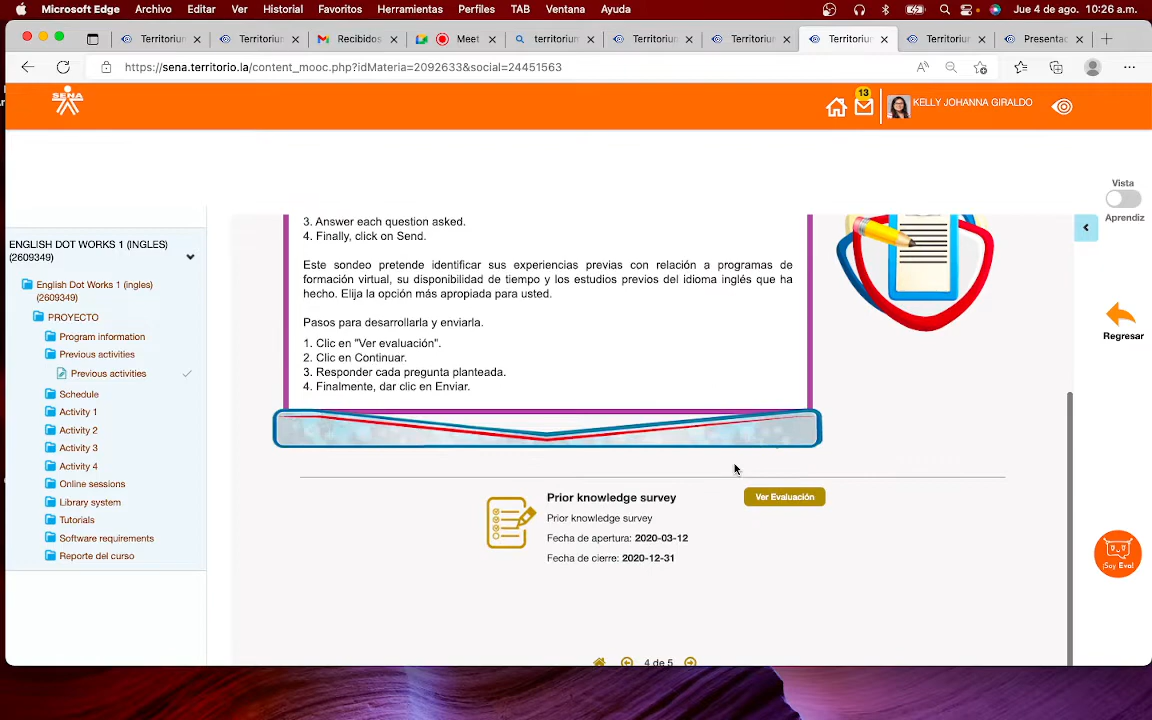 Microsoft Edge Archivo Editar Ver Historial Favoritos Herramientas Perfiles TAB Ventana Ayuda Jue 4 de ago. 10:26 a.m.
Territoriu Territoriu Recibidos Meet territorium Territoriu Territoriu Territoriu Territoriu Presentac
https://sena.territorio.la/content_mooc.php?idMateria=2092633&social=24451563
SENA
13
KELLY JOHANNA GIRALDO
Vista
Aprendiz
Regresar
¡Soy Evo!
ENGLISH DOT WORKS 1 (INGLES)
(2609349)
English Dot Works 1 (Ingles)
(2609349)
PROYECTO
Program information
Previous activities
Previous activities
Schedule
Activity 1
Activity 2
Activity 3
Activity 4
Online sessions
Library system
Tutorials
Software requirements
Reporte del curso
3. Answer each question asked.
4. Finally, click on Send.
Este sondeo pretende identificar sus experiencias previas con relación a programas de
formación virtual, su disponibilidad de tiempo y los estudios previos del idioma inglés que ha
hecho. Elija la opción más apropiada para usted.
Pasos para desarrollarla y enviarla.
1. Clic en "Ver evaluación".
2. Clic en Continuar.
3. Responder cada pregunta planteada.
4. Finalmente, dar clic en Enviar.
Prior knowledge survey
Ver Evaluación
Prior knowledge survey
Fecha de apertura: 2020-03-12
Fecha de cierre: 2020-12-31
4 de 5